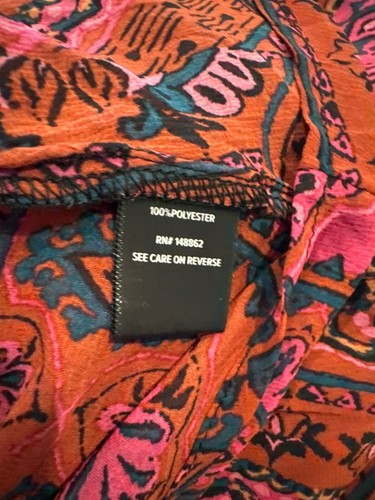 100%POLYESTER
RN# 148862
SEE CARE ON REVERSE